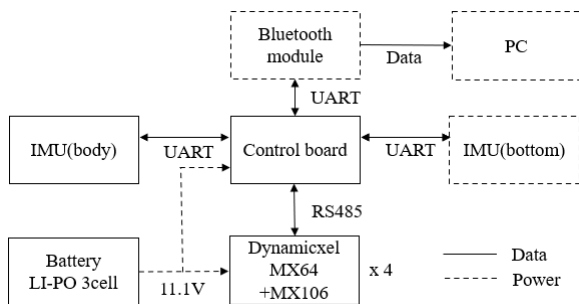 Bluetooth
module
Data
PC
UART
IMU(body)
UART
Control board
UART
IMU(bottom)
RS485
Battery
LI-PO 3cell
11.1V
Dynamicxel
MX64
+MX106
x 4
Data
Power